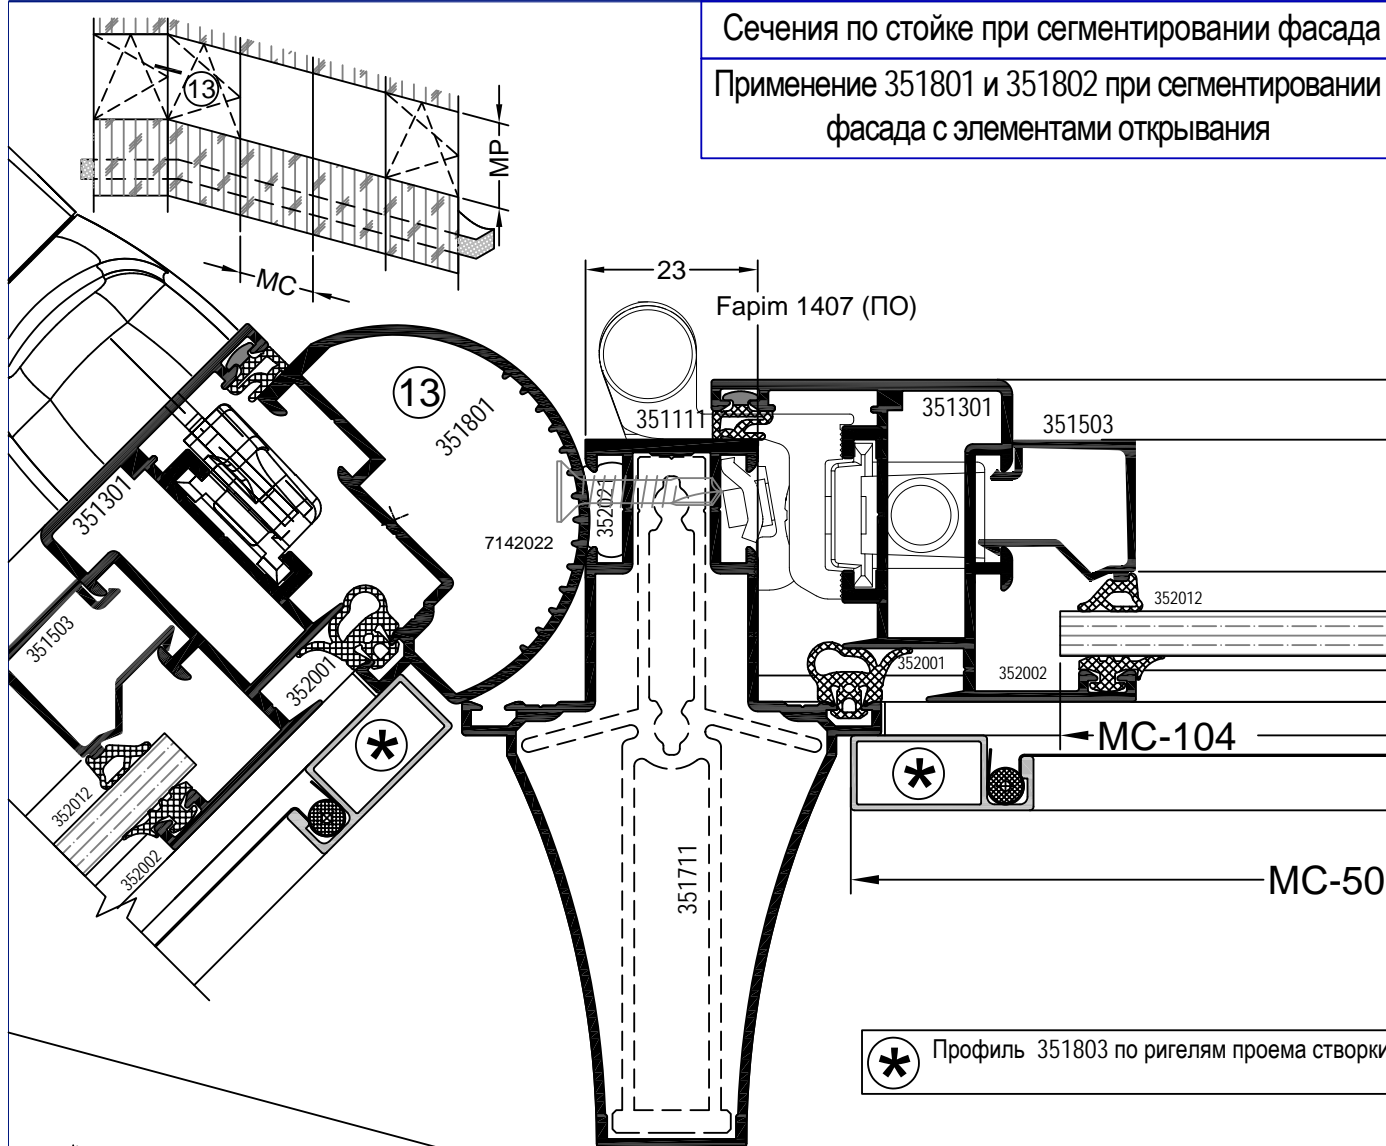 Сечения по стойке при сегментировании фасада
Применение 351801 и 351802 при сегментировании
фасада с элементами открывания
13
MP
MC
23
Fapim 1407 (ПО)
13
351801
351111
351301
351503
351301
352021
7142022
352012
351503
352001
352001
352002
MC-104
*
*
352012
352002
351711
MC-50
* Профиль 351803 по ригелям проема створки